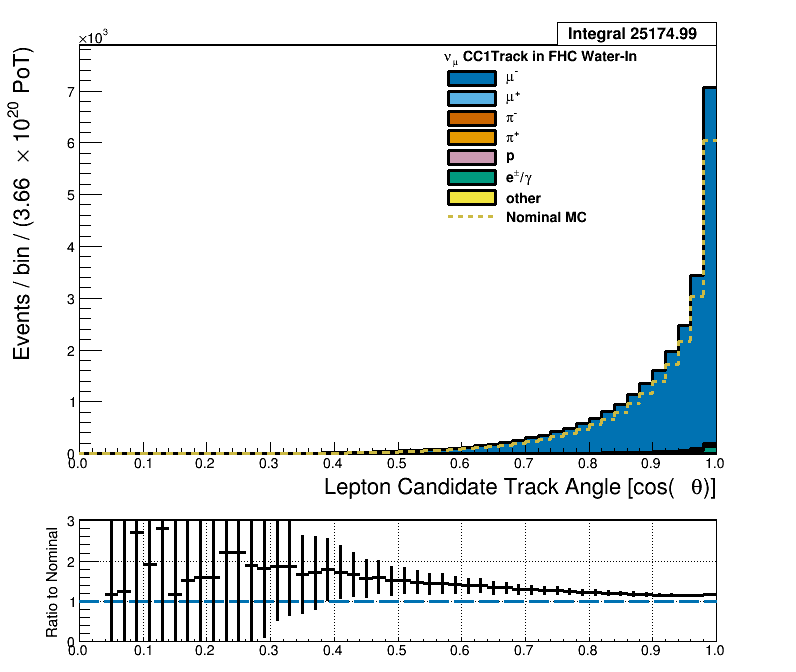 Integral 25174.99
×10³
ν_μ CC1Track in FHC Water-In
μ⁻
μ⁺
π⁻
π⁺
p
e^±/γ
other
Nominal MC
Events / bin / (3.66 × 10²⁰ PoT)
7
6
5
4
3
2
1
0
0.0 0.1 0.2 0.3 0.4 0.5 0.6 0.7 0.8 0.9 1.0
Lepton Candidate Track Angle [cos( θ)]
Ratio to Nominal
3
2
1
0
0.0 0.1 0.2 0.3 0.4 0.5 0.6 0.7 0.8 0.9 1.0